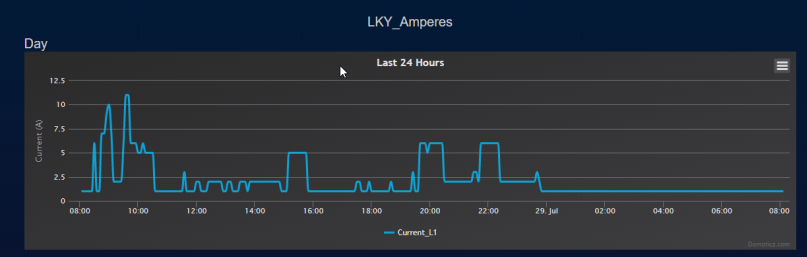 LKY_Amperes
Day
Last 24 Hours
12.5
10
7.5
5
2.5
0
Current (A)
08:00 10:00 12:00 14:00 16:00 18:00 20:00 22:00 29. Jul 02:00 04:00 06:00 08:00
Current_L1
Domoticz.com